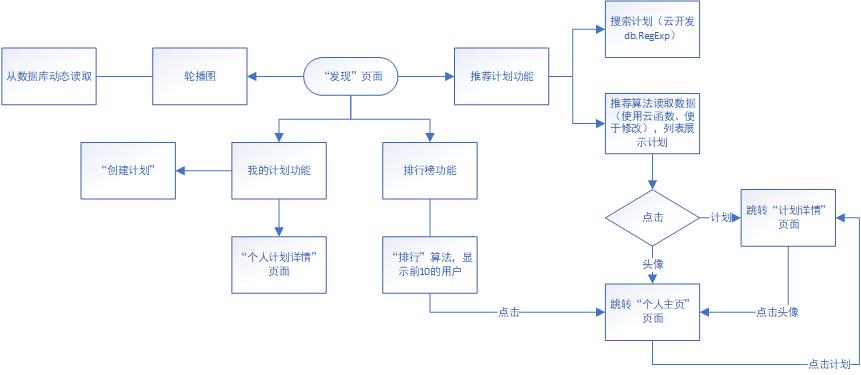 搜索计划（云开发
db.RegExp）
从数据库动态读取
轮播图
“发现”页面
推荐计划功能
推荐算法读取数据
（使用云函数、便
于修改），列表展
示计划
“创建计划”
我的计划功能
排行榜功能
点击
计划
跳转“计划详情”
页面
“个人计划详情”
页面
“排行”算法，显
示前10的用户
头像
跳转“个人主页”
页面
点击
点击头像
点击计划